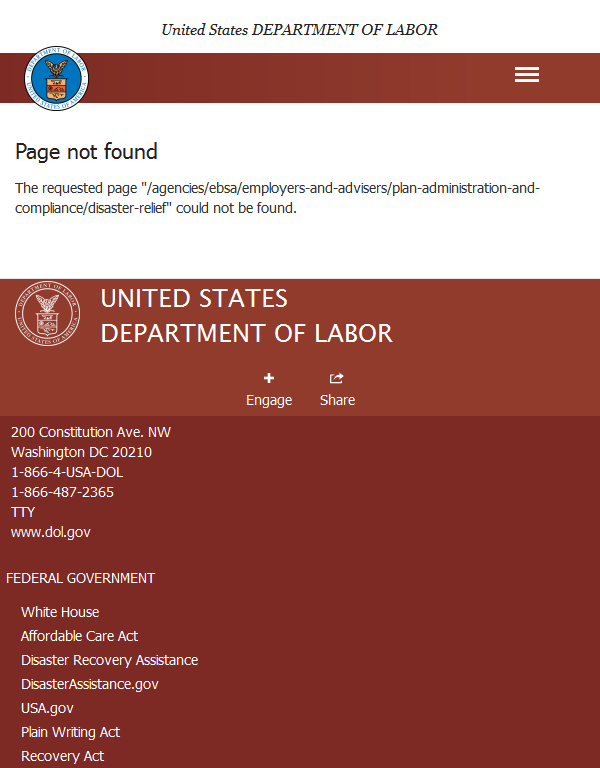 United States DEPARTMENT OF LABOR
Page not found
The requested page "/agencies/ebsa/employers-and-advisers/plan-administration-and-
compliance/disaster-relief" could not be found.
UNITED STATES
DEPARTMENT OF LABOR
Engage
Share
200 Constitution Ave. NW
Washington DC 20210
1-866-4-USA-DOL
1-866-487-2365
TTY
www.dol.gov
FEDERAL GOVERNMENT
White House
Affordable Care Act
Disaster Recovery Assistance
DisasterAssistance.gov
USA.gov
Plain Writing Act
Recovery Act